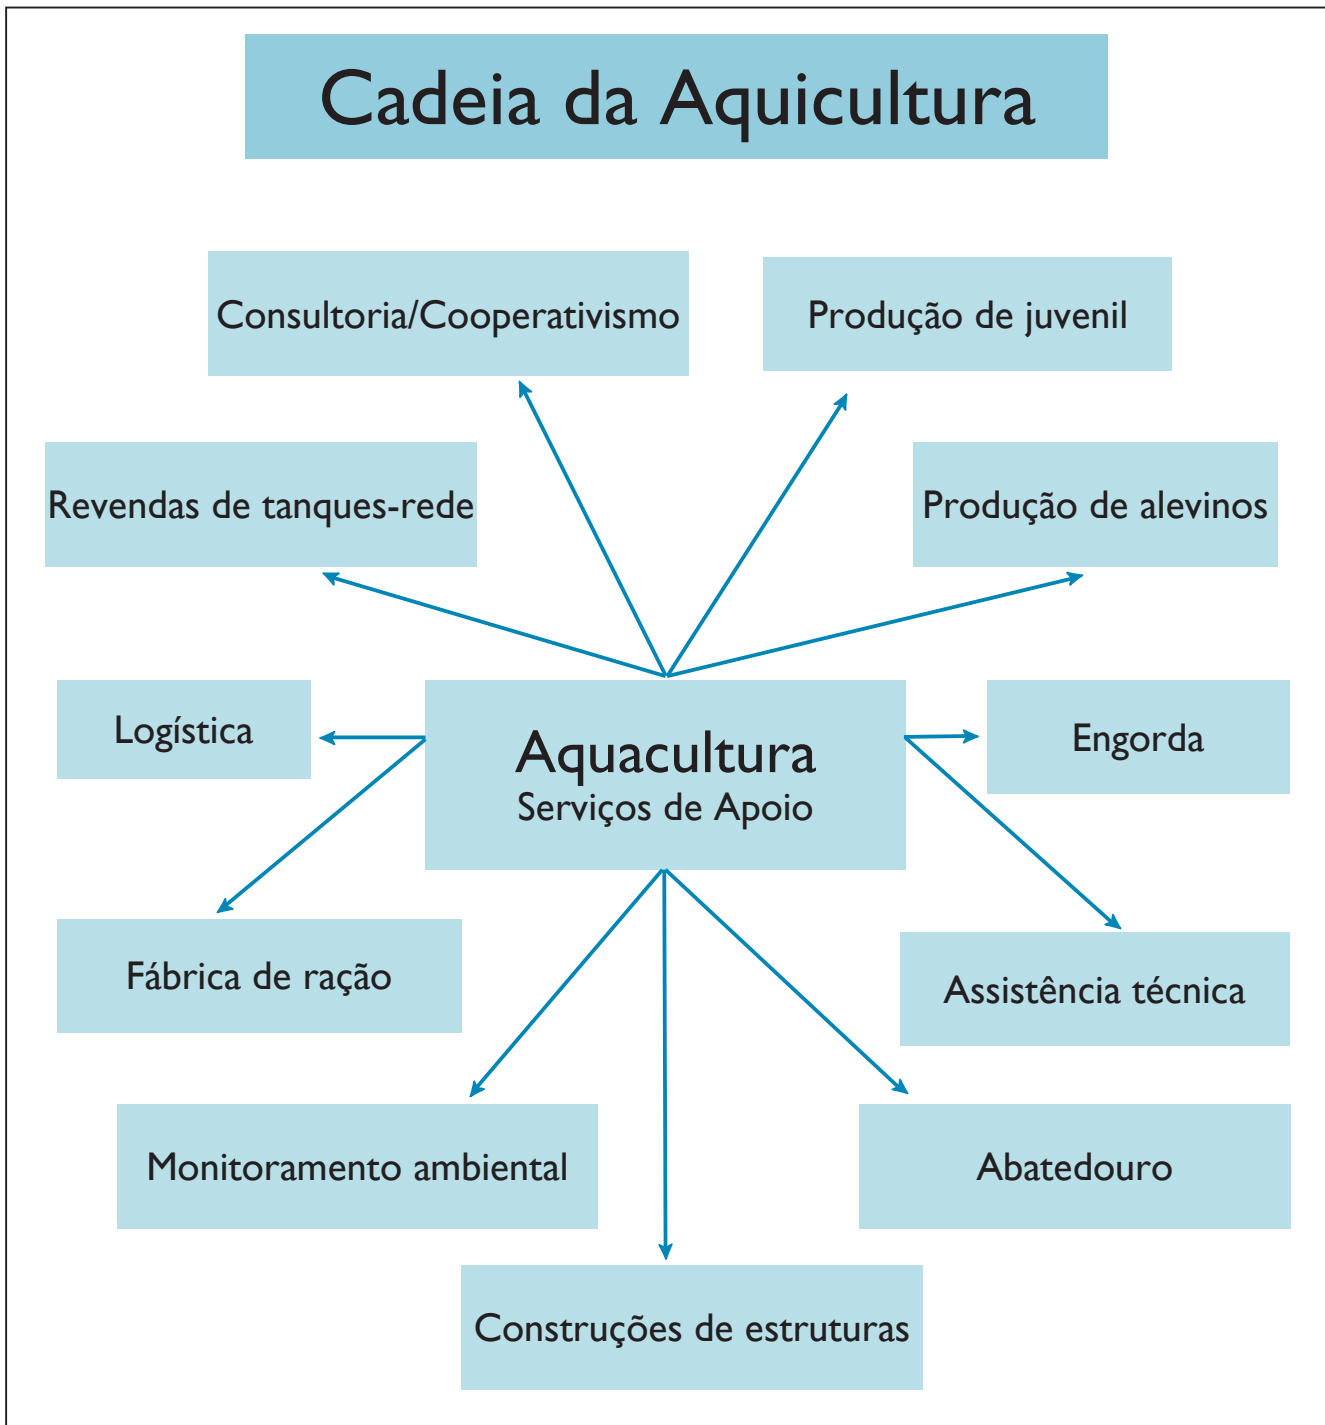 Cadeia da Aquicultura
Consultoria/Cooperativismo
Produção de juvenil
Revendas de tanques-rede
Produção de alevinos
Logística
Aquacultura
Serviços de Apoio
Engorda
Fábrica de ração
Assistência técnica
Monitoramento ambiental
Abatedouro
Construções de estruturas